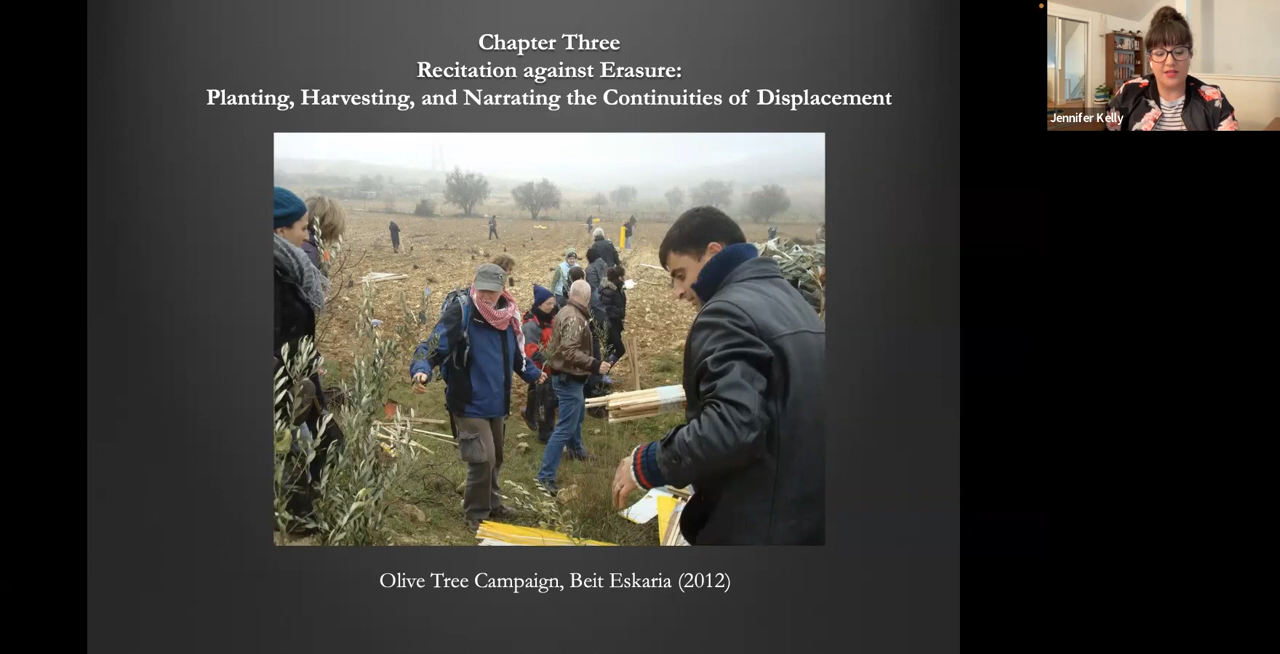 Chapter Three
Recitation against Erasure:
Planting, Harvesting, and Narrating the Continuities of Displacement
Jennifer Kelly
Olive Tree Campaign, Beit Eskaria (2012)